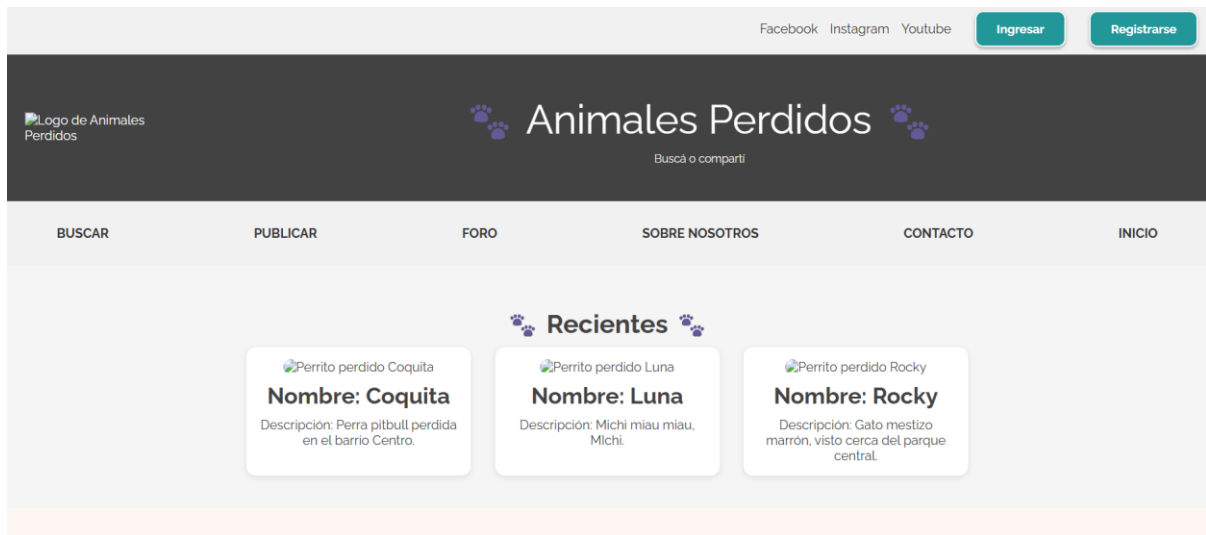 Facebook Instagram Youtube Ingresar Registrarse
Logo de Animales
Perdidos
🐾 Animales Perdidos 🐾
Buscá o compartí
BUSCAR PUBLICAR FORO SOBRE NOSOTROS CONTACTO INICIO
🐾 Recientes 🐾
Perrito perdido Coquita
Nombre: Coquita
Descripción: Perra pitbull perdida
en el barrio Centro.
Perrito perdido Luna
Nombre: Luna
Descripción: Michi miau miau,
MIchi.
Perrito perdido Rocky
Nombre: Rocky
Descripción: Gato mestizo
marrón, visto cerca del parque
central.